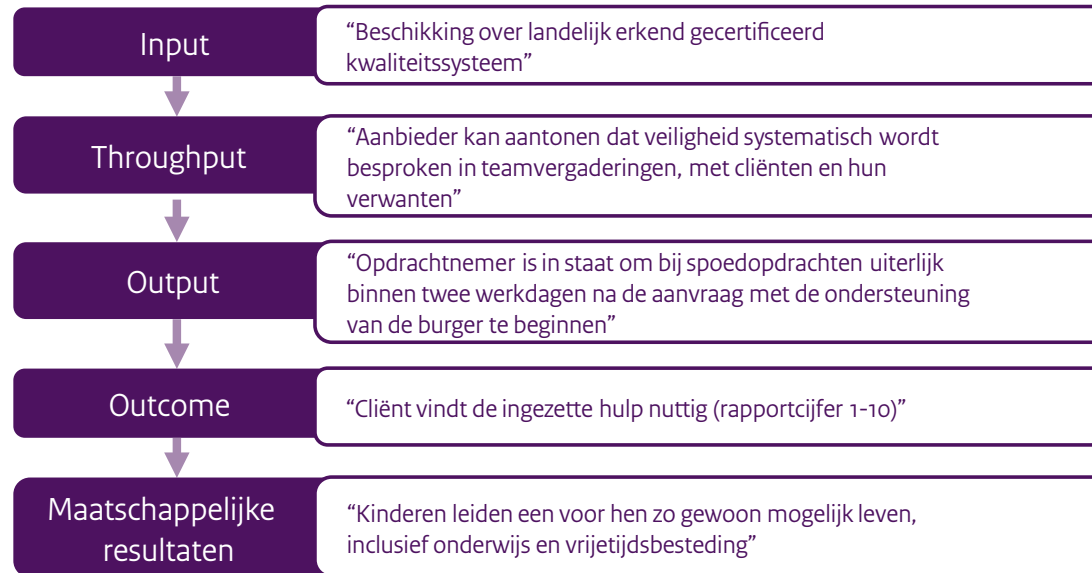 Input
“Beschikking over landelijk erkend gecertificeerd
kwaliteitssysteem”
Throughput
“Aanbieder kan aantonen dat veiligheid systematisch wordt
besproken in teamvergaderingen, met cliënten en hun
verwanten”
Output
“Opdrachtnemer is in staat om bij spoedopdrachten uiterlijk
binnen twee werkdagen na de aanvraag met de ondersteuning
van de burger te beginnen”
Outcome
“Cliënt vindt de ingezette hulp nuttig (rapportcijfer 1-10)”
Maatschappelijke
resultaten
“Kinderen leiden een voor hen zo gewoon mogelijk leven,
inclusief onderwijs en vrijetijdsbesteding”